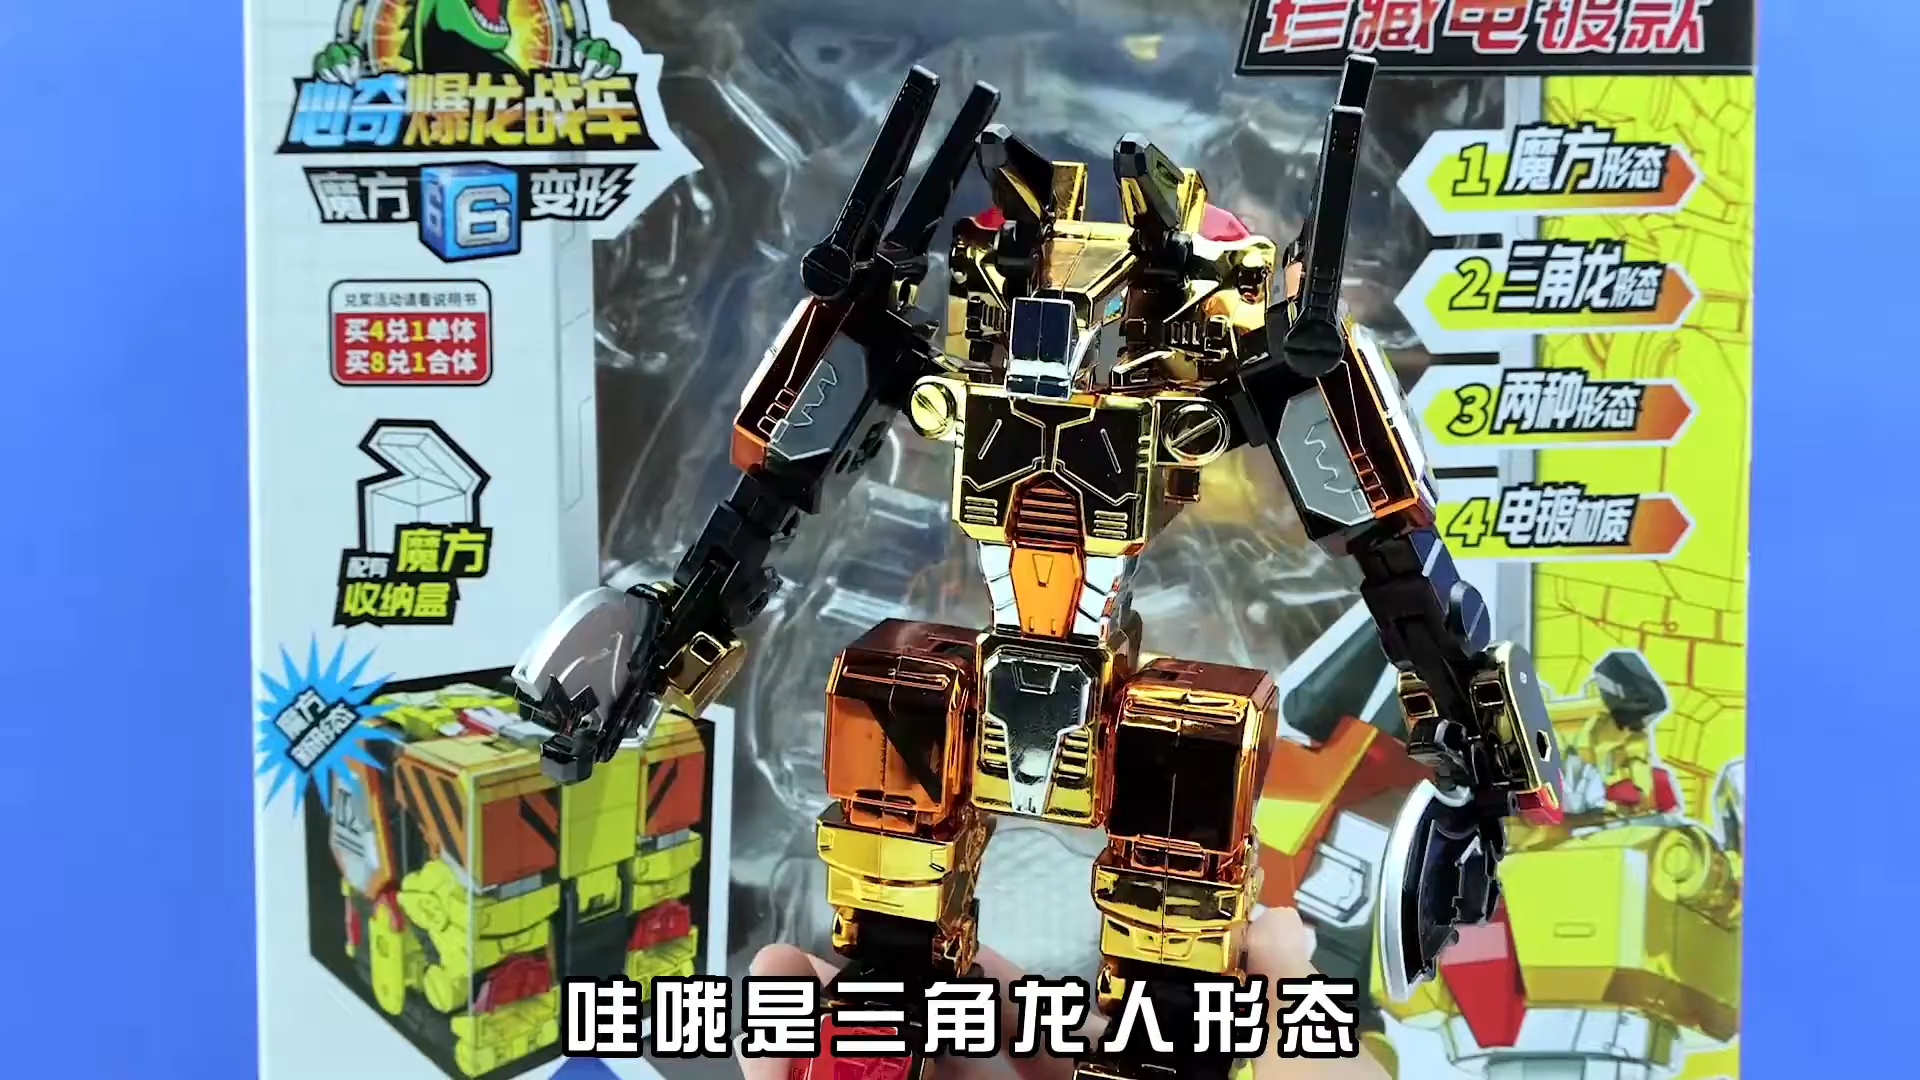 心奇爆龙战车
魔方 6 变形
兑奖活动请看说明书
买4兑1单体
买8兑1合体
配有 魔方
收纳盒
魔方
珍藏电镀款
1 魔方形态
2 三角龙形态
3 两种形态
4 电镀材质
哇哦是三角龙人形态